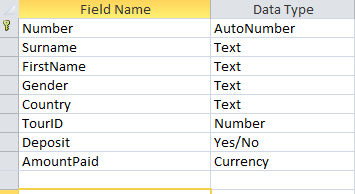 Field Name Data Type
Number AutoNumber
Surname Text
FirstName Text
Gender Text
Country Text
TourID Number
Deposit Yes/No
AmountPaid Currency